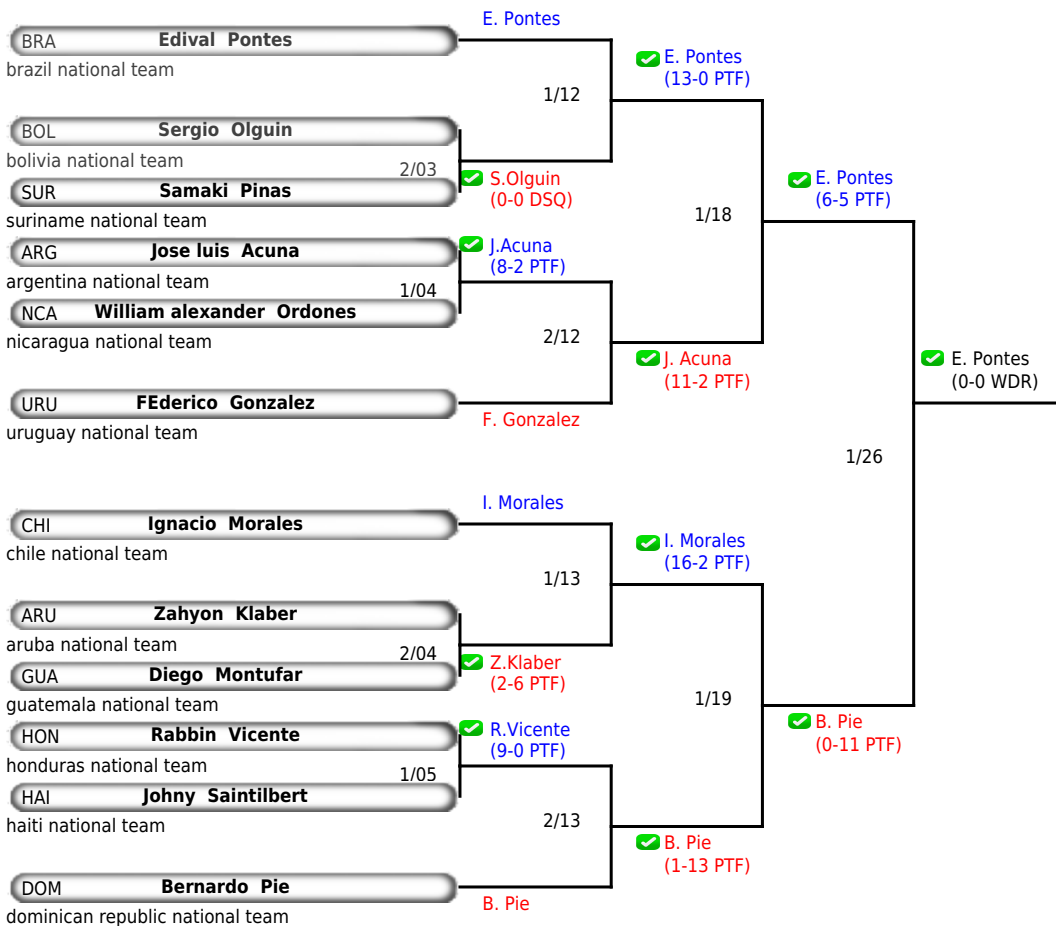 E. Pontes
BRA Edival Pontes
brazil national team
E. Pontes
(13-0 PTF)
1/12
BOL Sergio Olguin
bolivia national team
2/03
S.Olguin
(0-0 DSQ)
SUR Samaki Pinas
suriname national team
E. Pontes
(6-5 PTF)
1/18
ARG Jose luis Acuna
argentina national team
J.Acuna
(8-2 PTF)
1/04
NCA William alexander Ordones
nicaragua national team
2/12
J. Acuna
(11-2 PTF)
E. Pontes
(0-0 WDR)
URU FEderico Gonzalez
uruguay national team
F. Gonzalez
1/26
I. Morales
CHI Ignacio Morales
chile national team
I. Morales
(16-2 PTF)
1/13
ARU Zahyon Klaber
aruba national team
2/04
Z.Klaber
(2-6 PTF)
GUA Diego Montufar
guatemala national team
1/19
B. Pie
(0-11 PTF)
HON Rabbin Vicente
honduras national team
R.Vicente
(9-0 PTF)
1/05
HAI Johny Saintilbert
haiti national team
2/13
B. Pie
(1-13 PTF)
DOM Bernardo Pie
dominican republic national team
B. Pie